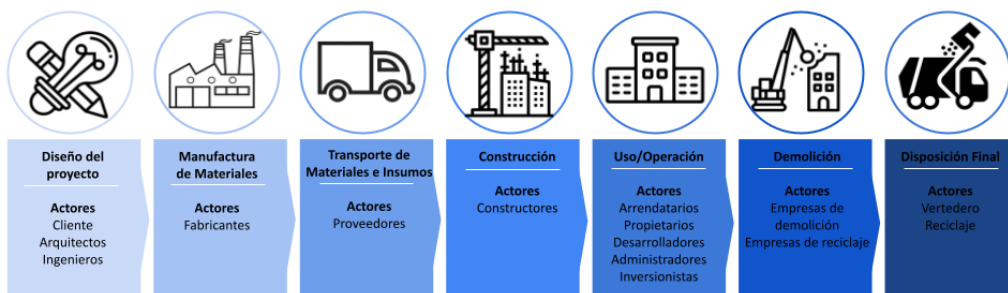 Diseño del
proyecto
Actores
Cliente
Arquitectos
Ingenieros
Manufactura
de Materiales
Actores
Fabricantes
Transporte de
Materiales e Insumos
Actores
Proveedores
Construcción
Actores
Constructores
Uso/Operación
Actores
Arrendatarios
Propietarios
Desarrolladores
Administradores
Inversionistas
Demolición
Actores
Empresas de
demolición
Empresas de reciclaje
Disposición Final
Actores
Vertedero
Reciclaje